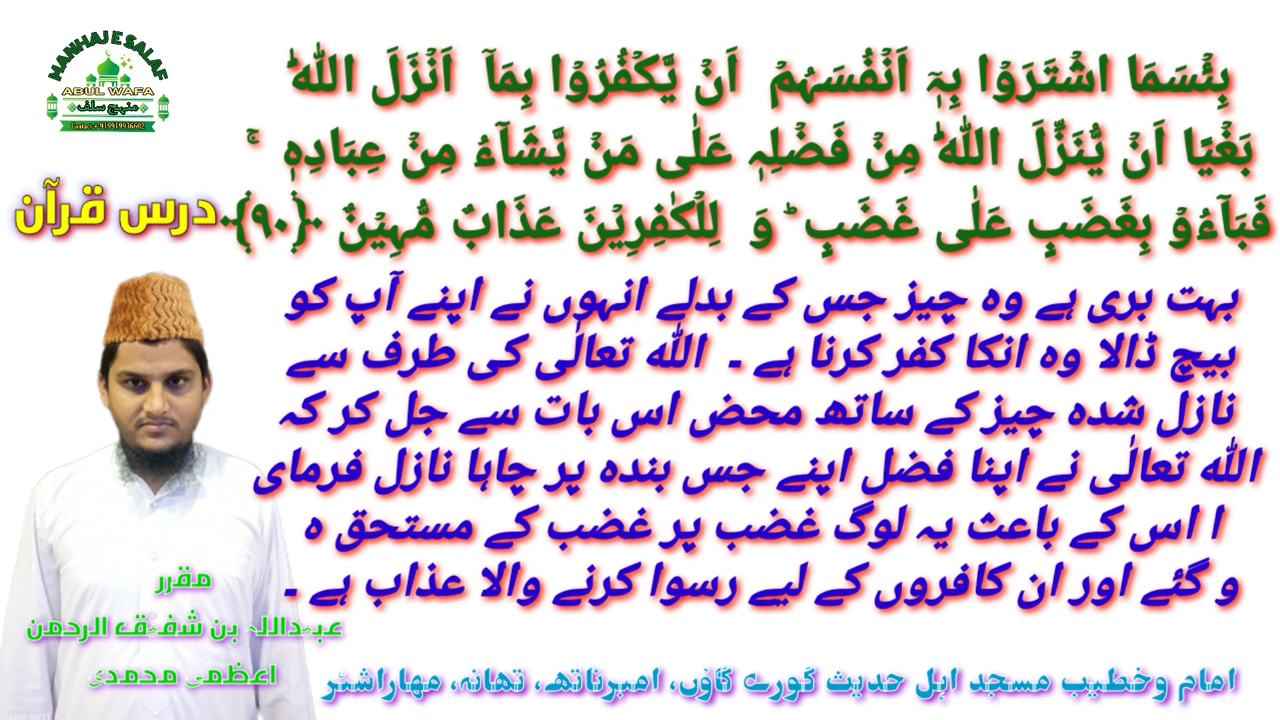 MANHAJ E SALAF
ABUL WAFA
منہج سلف
Contact:+919919936602
بِئْسَمَا اشْتَرَوْا بِہٖۤ اَنْفُسَہُمْ اَنْ يَّكْفُرُوْا بِمَاۤ اَنْزَلَ اللّٰہُ
بَغْيًا اَنْ يُّنَزِّلَ اللّٰہُ مِنْ فَضْلِہٖ عَلٰى مَنْ يَّشَآءُ مِنْ عِبَادِہٖ ۚ
فَبَآءُوْ بِغَضَبٍ عَلٰى غَضَبٍ ؕ وَ لِلْكٰفِرِيْنَ عَذَابٌ مُّہِيْنٌ ﴿۹۰﴾
درس قرآن
بہت بری ہے وہ چیز جس کے بدلے انہوں نے اپنے آپ کو
بیچ ڈالا وہ انکا کفر کرنا ہے ۔ اللہ تعالٰی کی طرف سے
نازل شدہ چیز کے ساتھ محض اس بات سے جل کر کہ
اللہ تعالٰی نے اپنا فضل اپنے جس بندہ پر چاہا نازل فرمای
ا اس کے باعث یہ لوگ غضب پر غضب کے مستحق ہ
و گئے اور ان کافروں کے لیے رسوا کرنے والا عذاب ہے ۔
مقرر
عبداللہ بن شفیق الرحمن
اعظمی محمدی
امام وخطیب مسجد اہل حدیث گورے گاؤں، امبرناتھ، تھانہ، مہاراشٹر